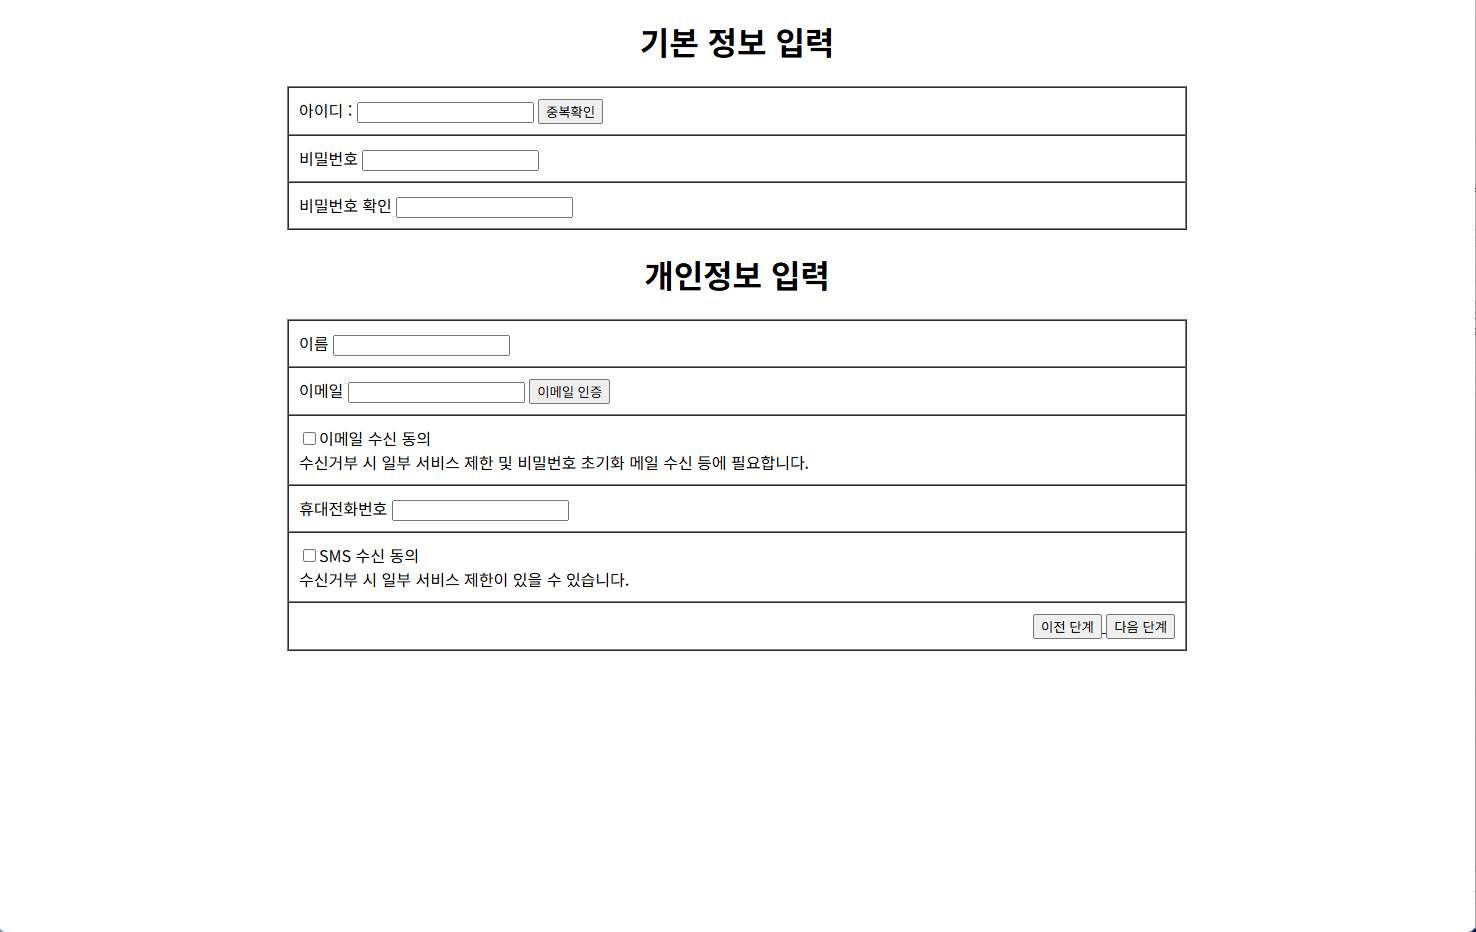 기본 정보 입력
아이디 : 중복확인
비밀번호
비밀번호 확인
개인정보 입력
이름
이메일 이메일 인증
이메일 수신 동의
수신거부 시 일부 서비스 제한 및 비밀번호 초기화 메일 수신 등에 필요합니다.
휴대전화번호
SMS 수신 동의
수신거부 시 일부 서비스 제한이 있을 수 있습니다.
이전 단계 다음 단계